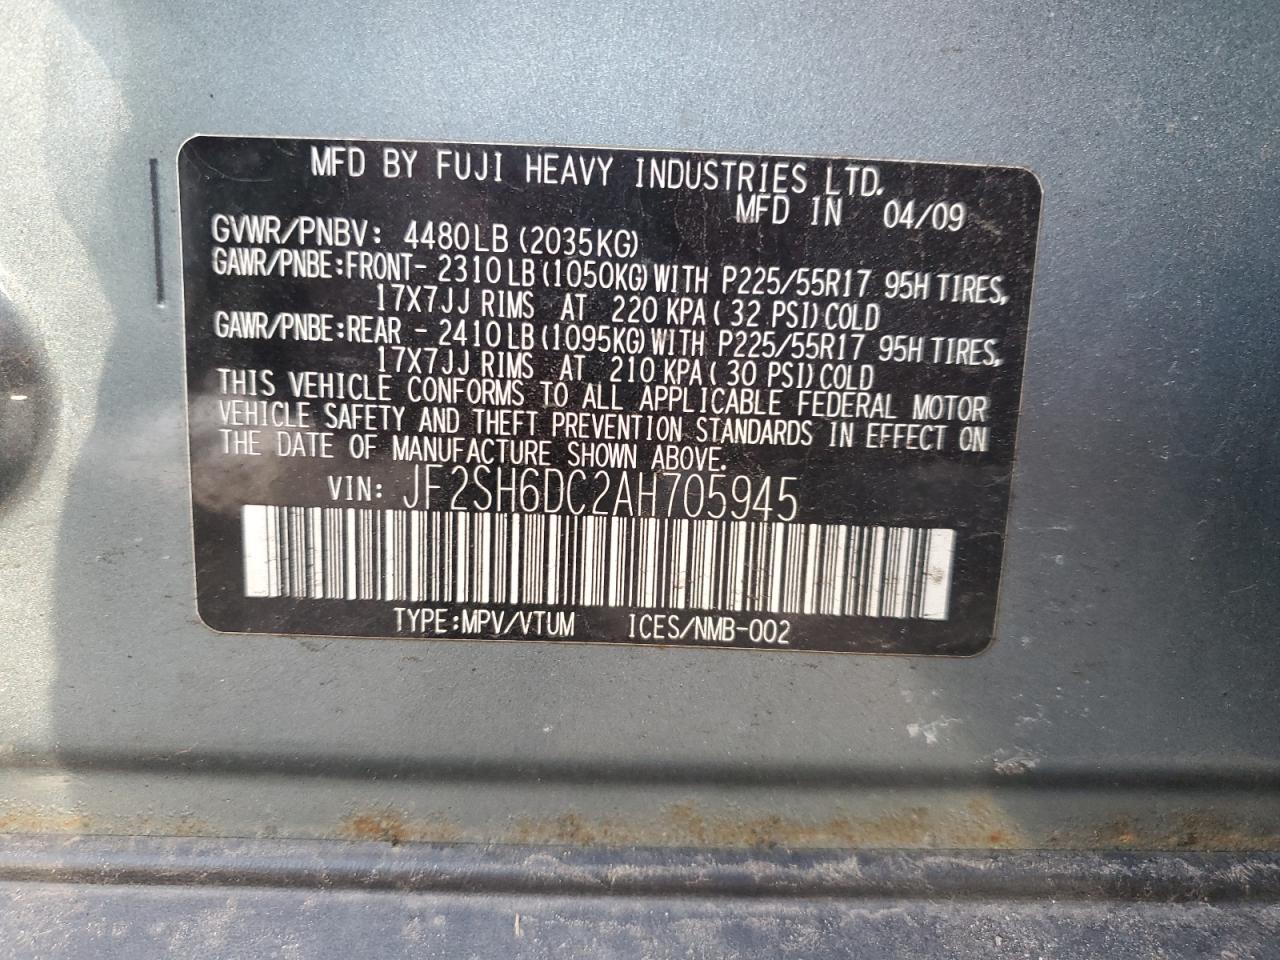 MFD BY FUJI HEAVY INDUSTRIES LTD.
MFD IN 04/09
GVWR/PNBV: 4480LB (2035KG)
GAWR/PNBE:FRONT- 2310LB(1050KG)WITH P225/55R17 95H TIRES,
17X7JJ RIMS AT 220 KPA( 32 PSI)COLD
GAWR/PNBE:REAR - 2410LB(1095KG)WITH P225/55R17 95H TIRES,
17X7JJ RIMS AT 210 KPA( 30 PSI)COLD
THIS VEHICLE CONFORMS TO ALL APPLICABLE FEDERAL MOTOR
VEHICLE SAFETY AND THEFT PREVENTION STANDARDS IN EFFECT ON
THE DATE OF MANUFACTURE SHOWN ABOVE.
VIN: JF2SH6DC2AH705945
TYPE:MPV/VTUM ICES/NMB-002